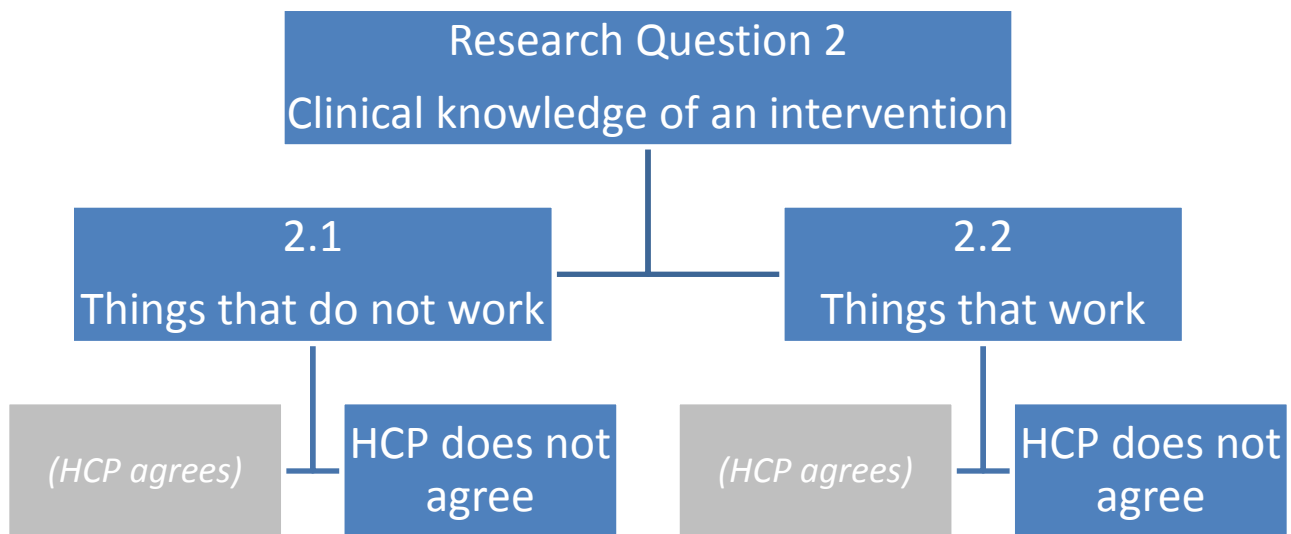 Research Question 2
Clinical knowledge of an intervention
2.1
Things that do not work
2.2
Things that work
(HCP agrees)
HCP does not
agree
(HCP agrees)
HCP does not
agree